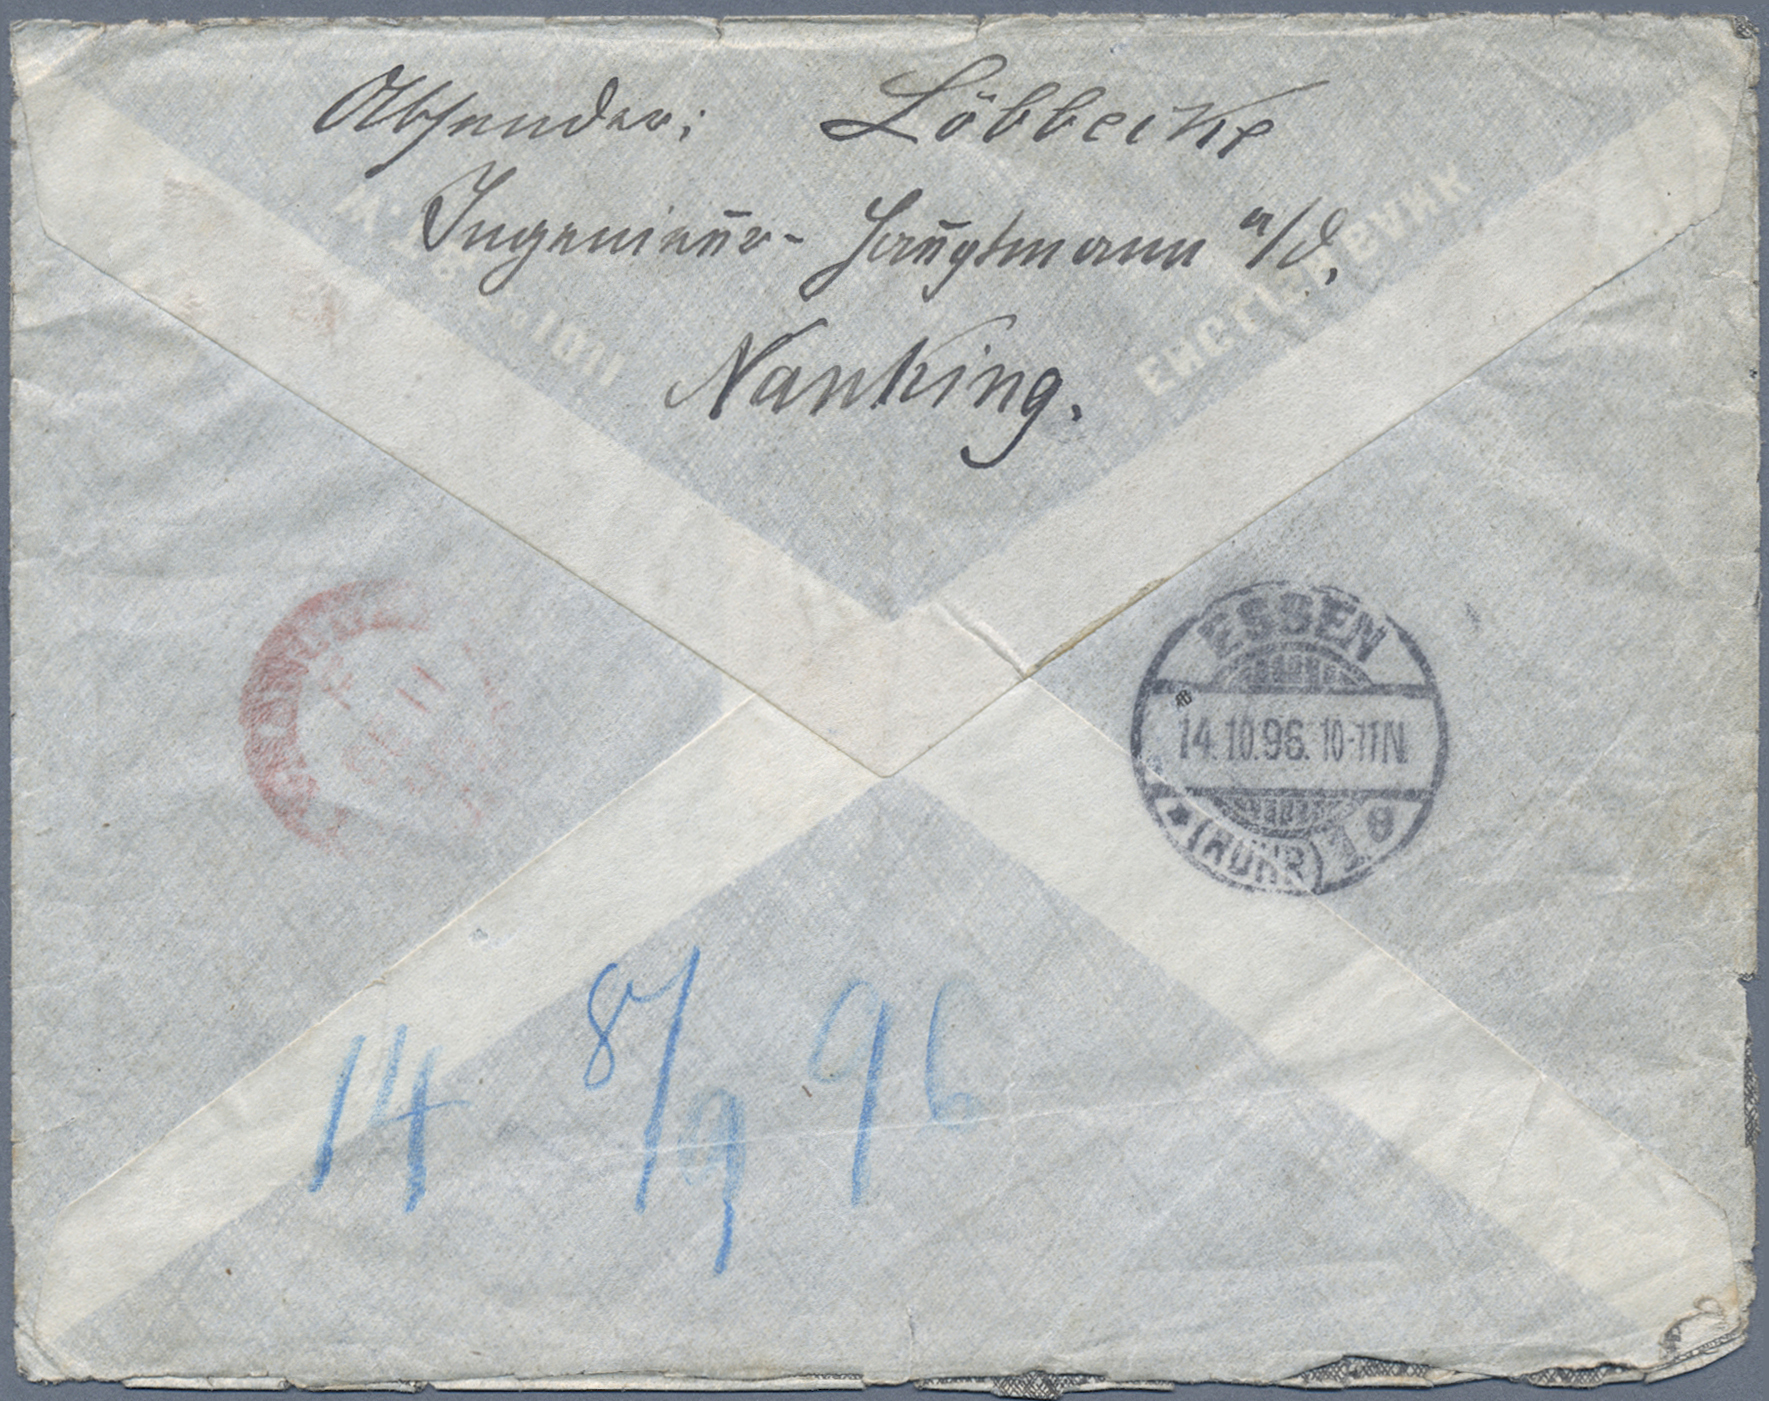 Absender: Löbbecke
Ingenieur-Hauptmann a/D.
Nanking.
ESSEN
14.10.96. 10-11N.
(RUHR)
14 8/9 96